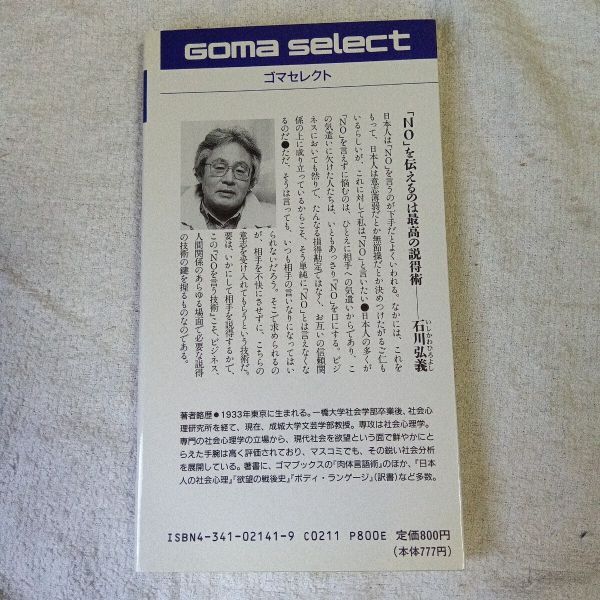 Goma select
ゴマセレクト
「NO」を伝えるのは最高の説得術――石川弘義
いしかわひろよし
日本人は「NO」を言うのが下手だとよくいわれる。なかには、これを
もって、日本人は意志薄弱だとか無節操だとか決めつけたがるご仁も
いるらしいが、これに対して私は「NO」と言いたい●日本人の多くが
「NO」を言えずに悩むのは、ひとえに相手への気遣いからであり、こ
の気遣いに欠けた人たちは、いともあっさり「NO」を口にする。ビジ
ネスにおいても然りで、たんなる損得勘定ではなく、お互いの信頼関
係の上に成り立っているからこそ、そう単純に「NO」とは言えなくな
るのだ●ただ、そうは言っても、いつも相手の言いなりになってはい
られないだろう。そこで求められるの
が、相手を不快にさせずに、こちらの
意志を受け入れてもらうという技術だ。
要は、いかにして相手を説得するかで、
この「NOを言う技術」こそ、ビジネス、
人間関係のあらゆる場面で必要な説得
の技術の鍵を握るものなのである。
著者略歴●1933年東京に生まれる。一橋大学社会学部卒業後、社会心
理研究所を経て、現在、成城大学文芸学部教授。専攻は社会心理学。
専門の社会心理学の立場から、現代社会を欲望という面で鮮やかにと
らえた手腕は高く評価されており、マスコミでも、その鋭い社会分析
を展開している。著書に、ゴマブックスの『肉体言語術』のほか、『日本
人の社会心理』『欲望の戦後史』『ボディ・ランゲージ』(訳書)など多数。
ISBN4-341-02141-9 C0211 P800E 定価800円
(本体777円)